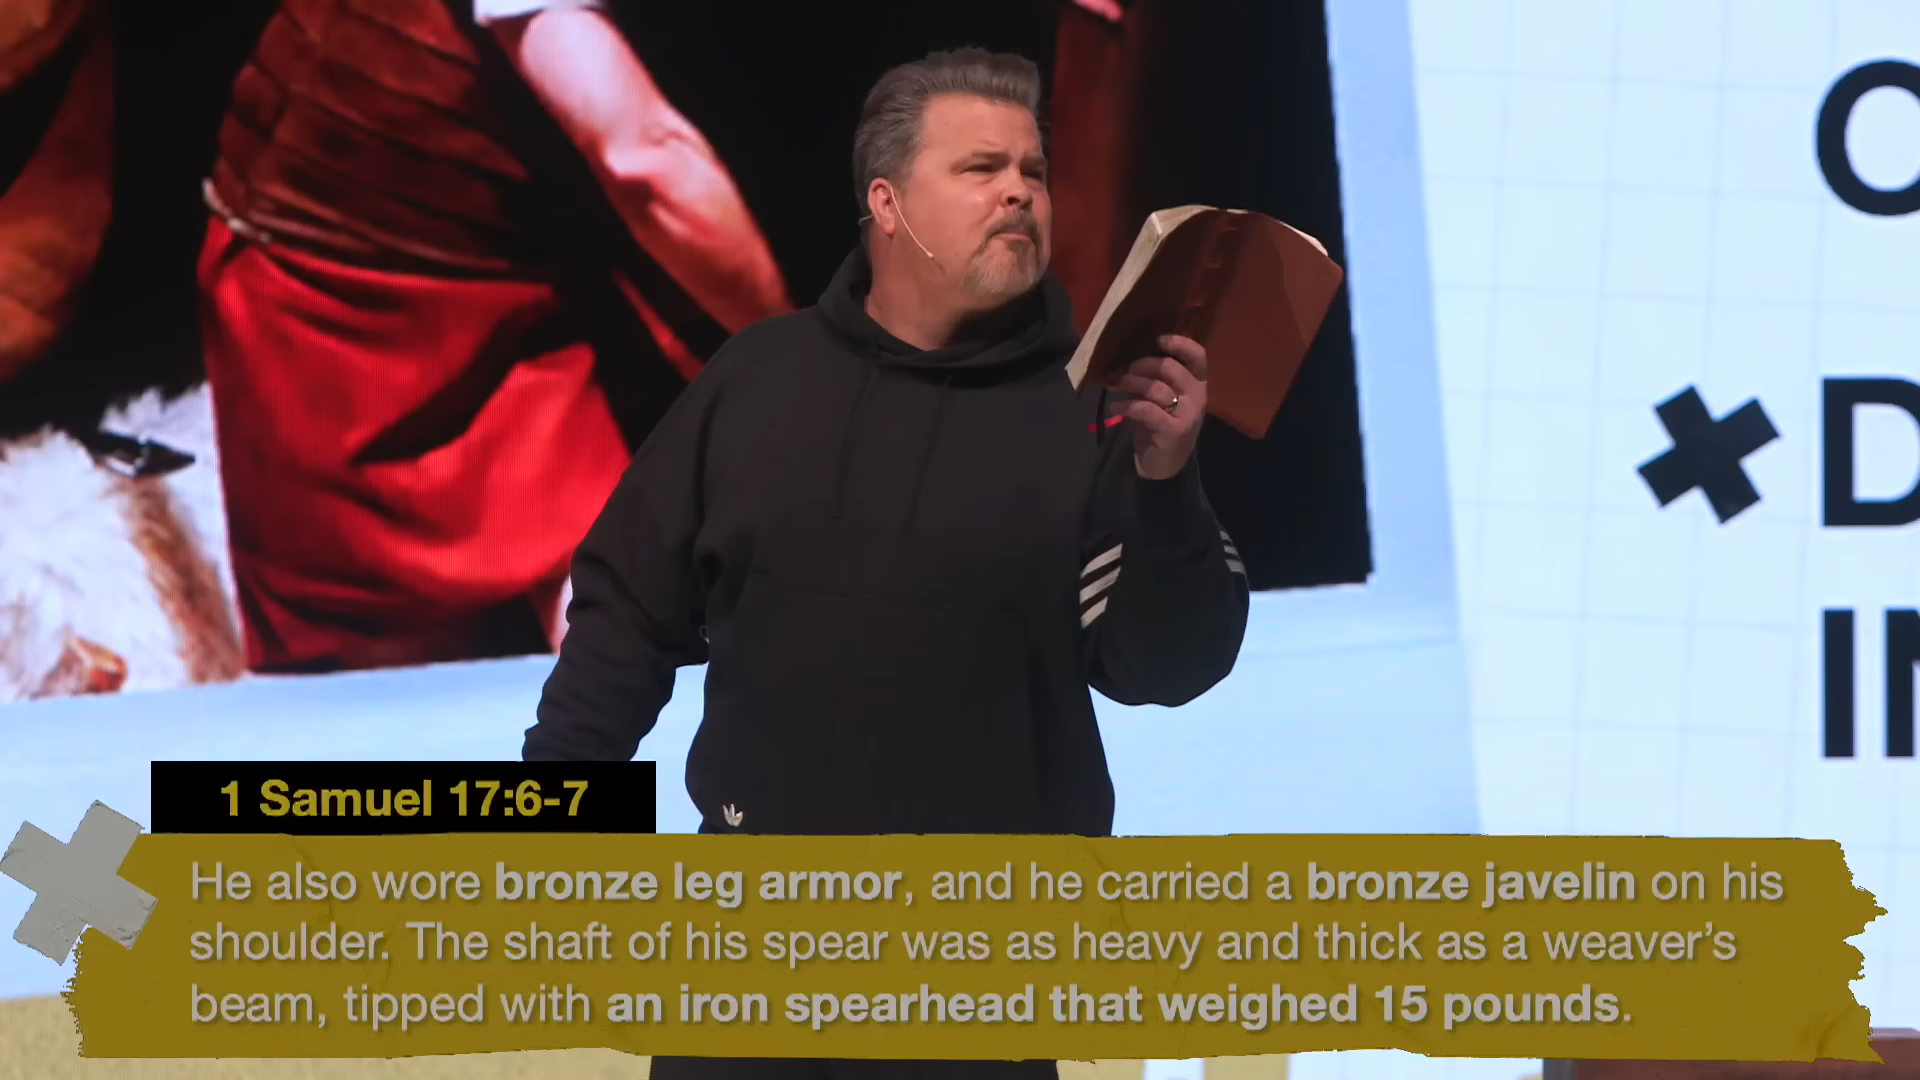 O
D
IN
1 Samuel 17:6-7
He also wore bronze leg armor, and he carried a bronze javelin on his
shoulder. The shaft of his spear was as heavy and thick as a weaver’s
beam, tipped with an iron spearhead that weighed 15 pounds.